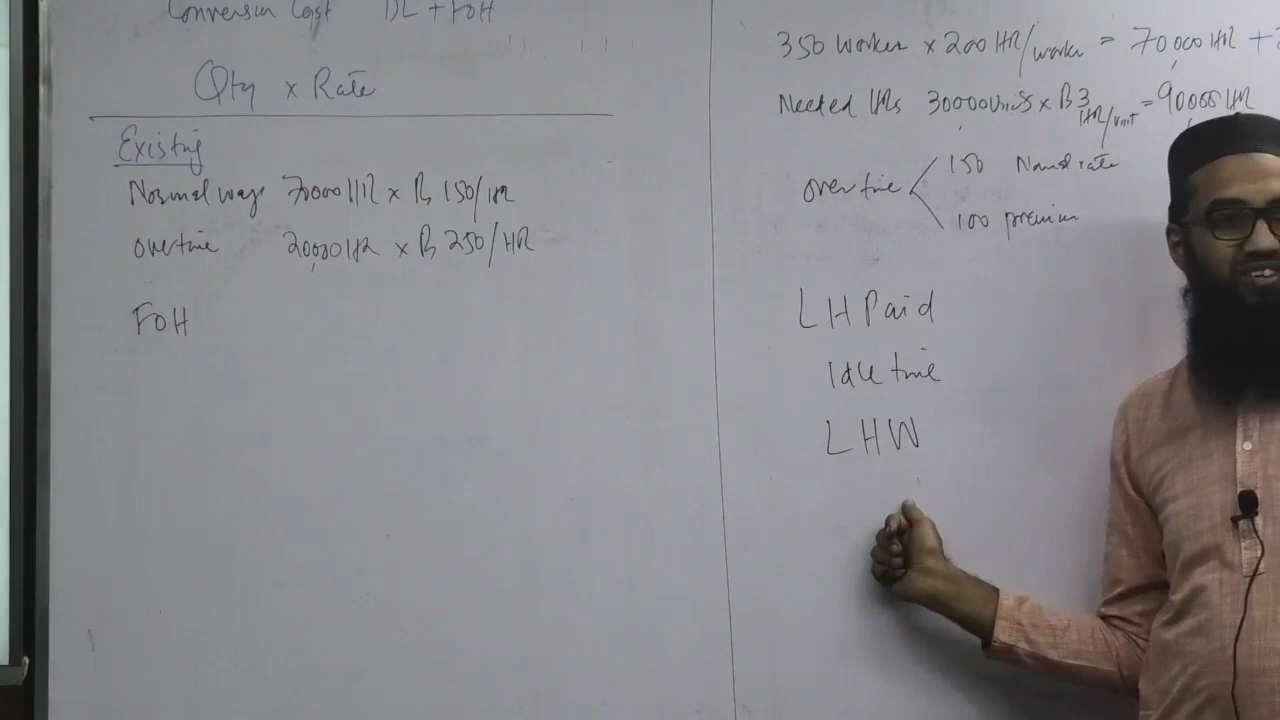 Conversion Cost DL + FOH
Qty x Rate
Existing
Normal wage 70000 HR x Rs 150/HR
overtime 20,000 HR x Rs 250/HR
FOH
350 Worker x 200 HR/worker = 70,000 HR +
Needed HRs 30000 units x Rs 3 HR/unit = 90000 HR
overtime
150 Normal rate
100 premium
LH Paid
Idle time
LHW